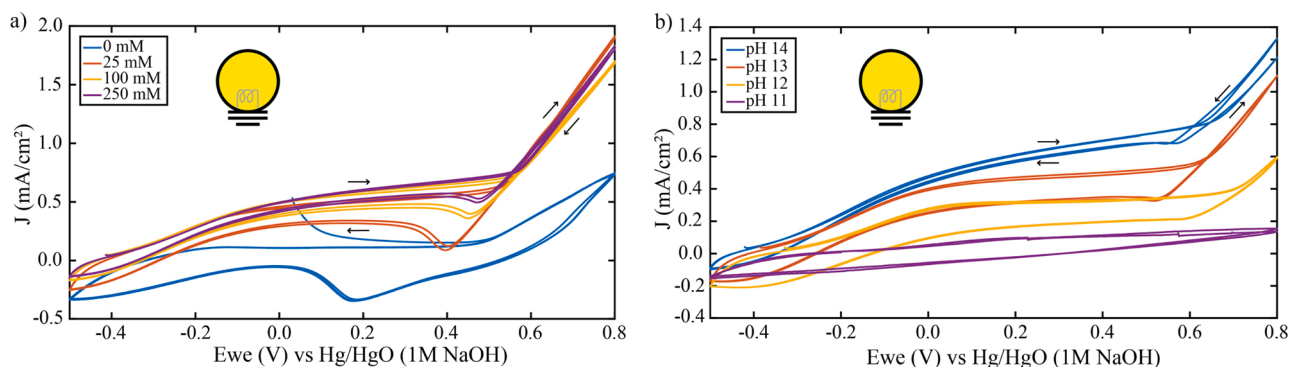 a)
0 mM
25 mM
100 mM
250 mM
2.0
1.5
1.0
0.5
0.0
-0.5
J (mA/cm²)
-0.4
-0.2
0.0
0.2
0.4
0.6
0.8
Ewe (V) vs Hg/HgO (1M NaOH)
b)
pH 14
pH 13
pH 12
pH 11
1.4
1.2
1.0
0.8
0.6
0.4
0.2
0.0
-0.2
-0.4
J (mA/cm²)
-0.4
-0.2
0.0
0.2
0.4
0.6
0.8
Ewe (V) vs Hg/HgO (1M NaOH)